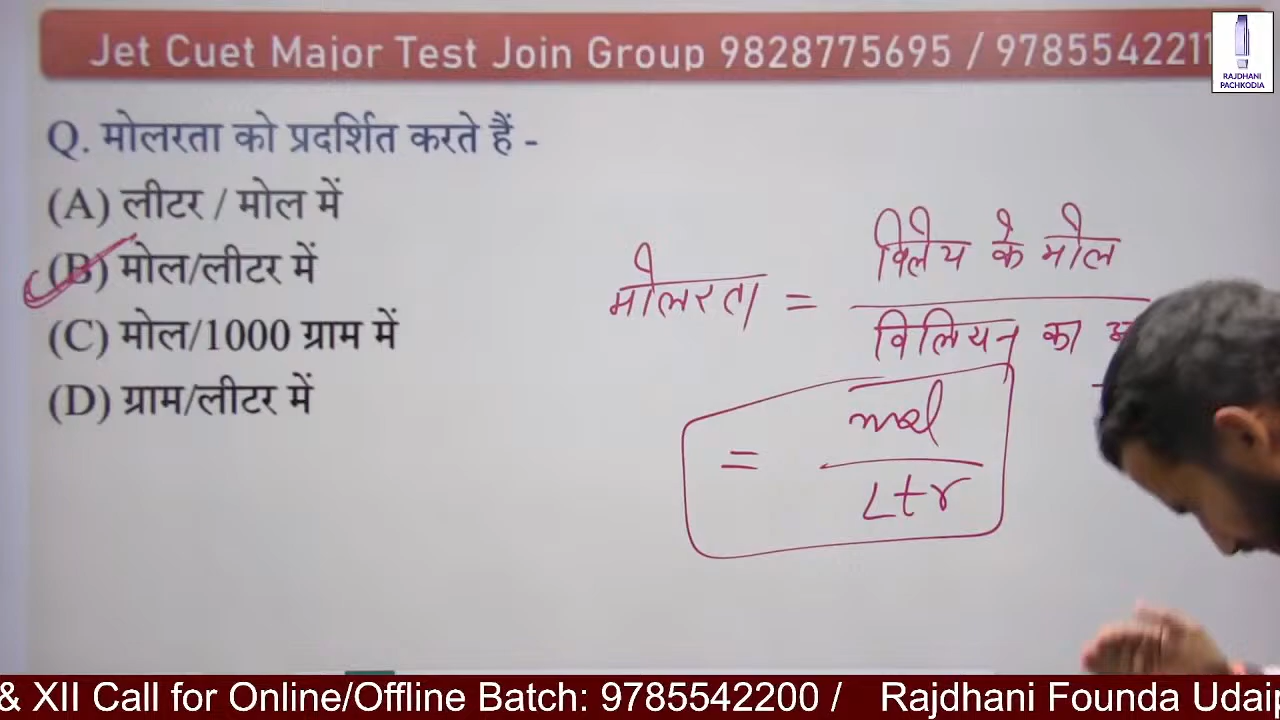 Jet Cuet Major Test Join Group 9828775695 / 9785542211
RAJDHANI
PACHKODIA
Q. मोलरता को प्रदर्शित करते हैं -
(A) लीटर / मोल में
(B) मोल/लीटर में
(C) मोल/1000 ग्राम में
(D) ग्राम/लीटर में
मोलरता = विलेय के मोल
विलियन का
= mol
Ltr
& XII Call for Online/Offline Batch: 9785542200 / Rajdhani Founda Udaip